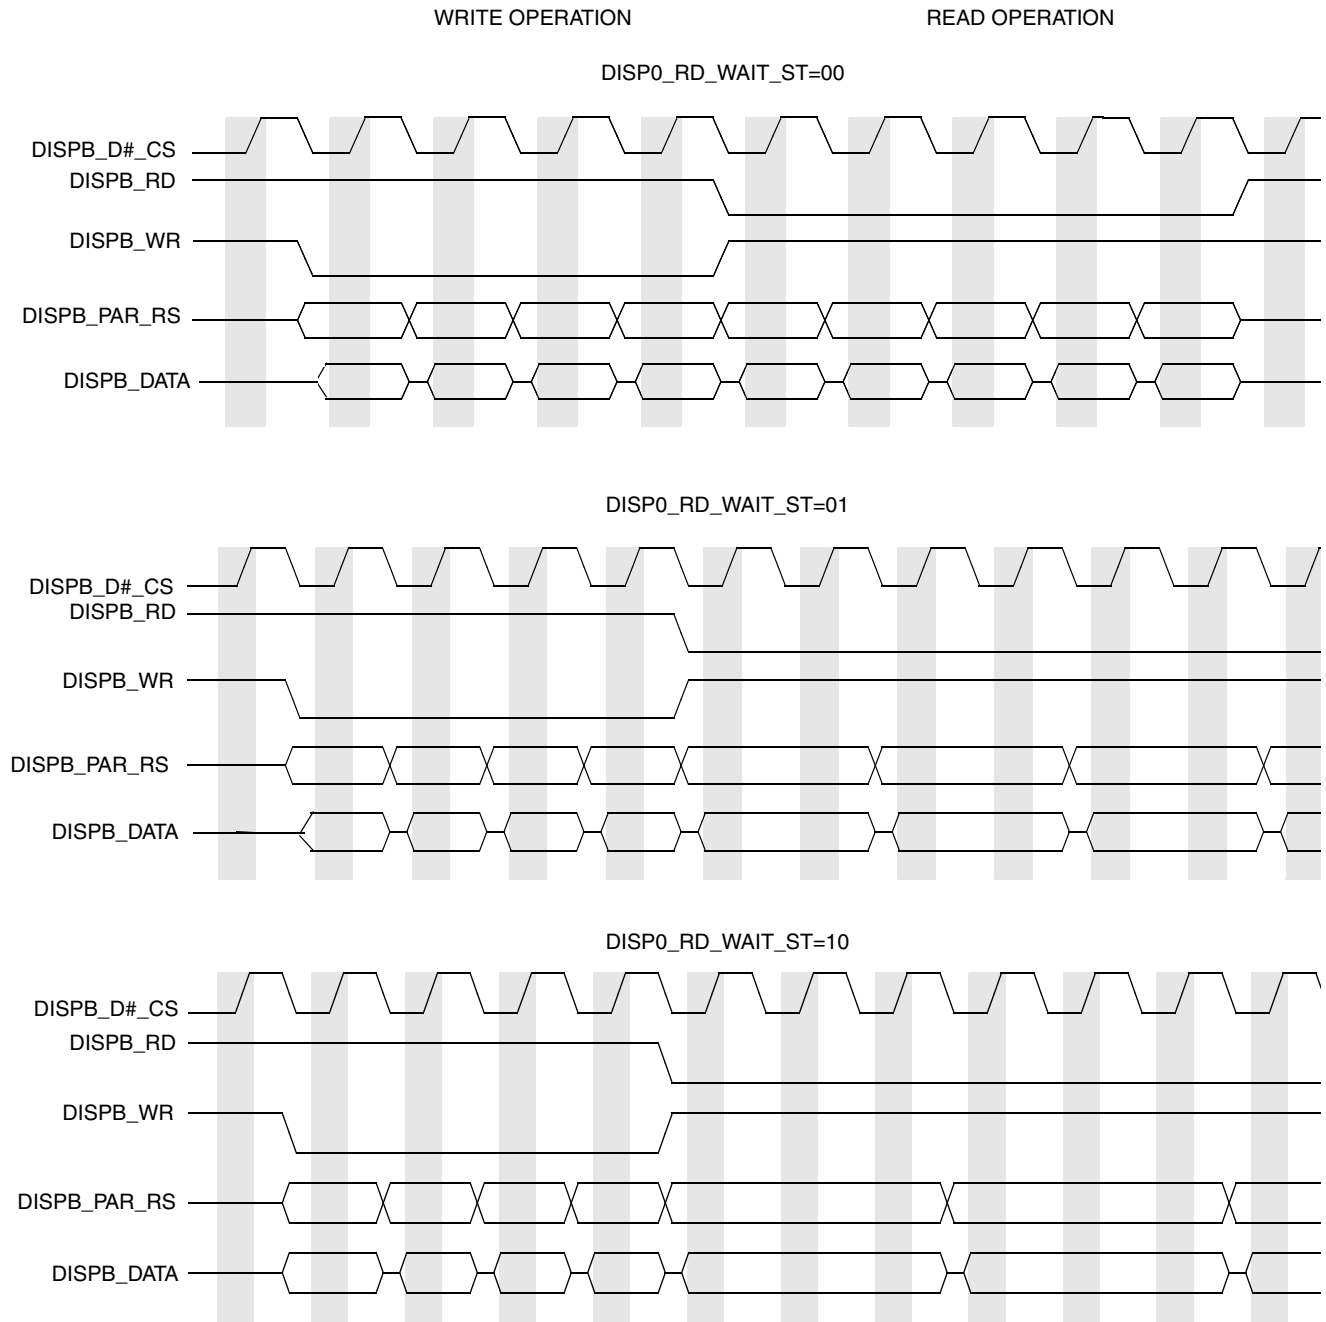 WRITE OPERATION READ OPERATION
DISP0_RD_WAIT_ST=00
DISPB_D#_CS
DISPB_RD
DISPB_WR
DISPB_PAR_RS
DISPB_DATA
DISP0_RD_WAIT_ST=01
DISPB_D#_CS
DISPB_RD
DISPB_WR
DISPB_PAR_RS
DISPB_DATA
DISP0_RD_WAIT_ST=10
DISPB_D#_CS
DISPB_RD
DISPB_WR
DISPB_PAR_RS
DISPB_DATA